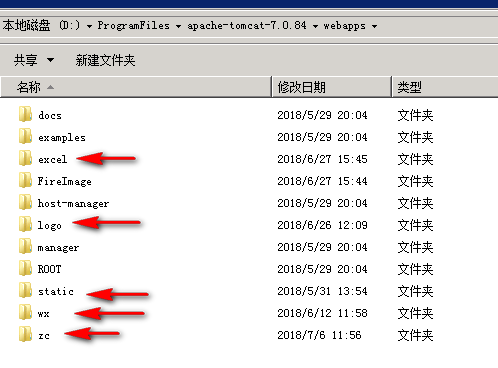 本地磁盘 (D:) ▾ ProgramFiles ▾ apache-tomcat-7.0.84 ▾ webapps ▾
共享 ▾ 新建文件夹
名称 修改日期 类型
docs 2018/5/29 20:04 文件夹
examples 2018/5/29 20:04 文件夹
excel 2018/6/27 15:45 文件夹
FireImage 2018/6/27 15:44 文件夹
host-manager 2018/5/29 20:04 文件夹
logo 2018/6/26 12:09 文件夹
manager 2018/5/29 20:04 文件夹
ROOT 2018/5/29 20:04 文件夹
static 2018/5/31 13:54 文件夹
wx 2018/6/12 11:58 文件夹
zc 2018/7/6 11:56 文件夹